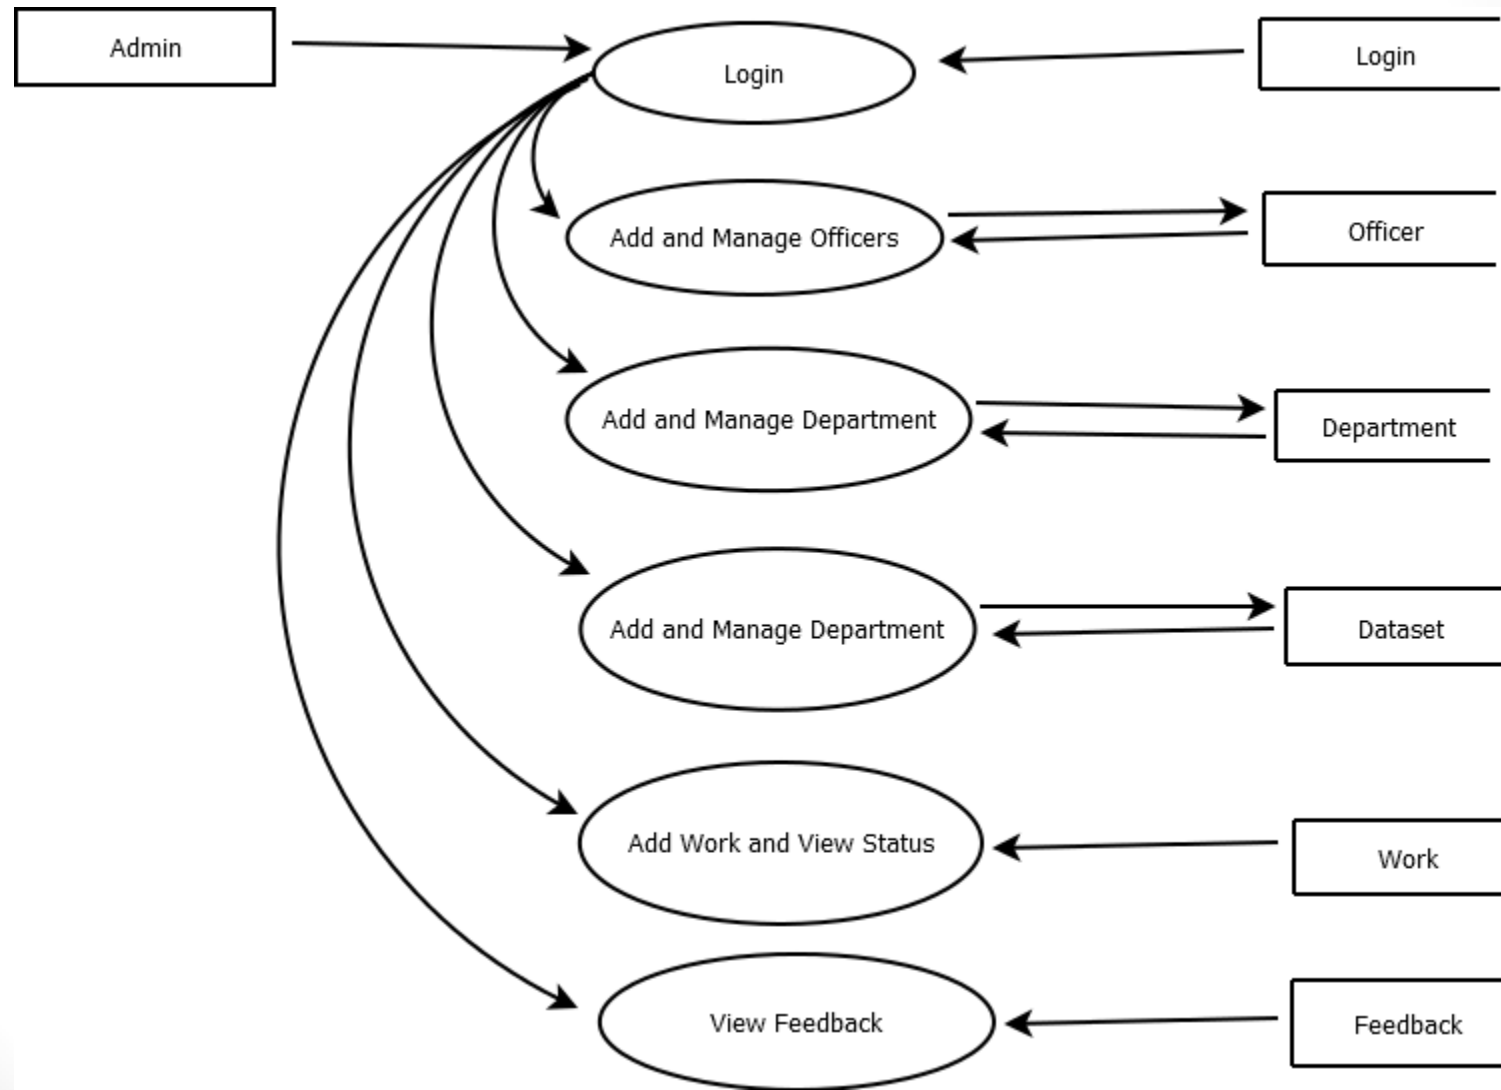 Admin
Login
Login
Add and Manage Officers
Officer
Add and Manage Department
Department
Add and Manage Department
Dataset
Add Work and View Status
Work
View Feedback
Feedback